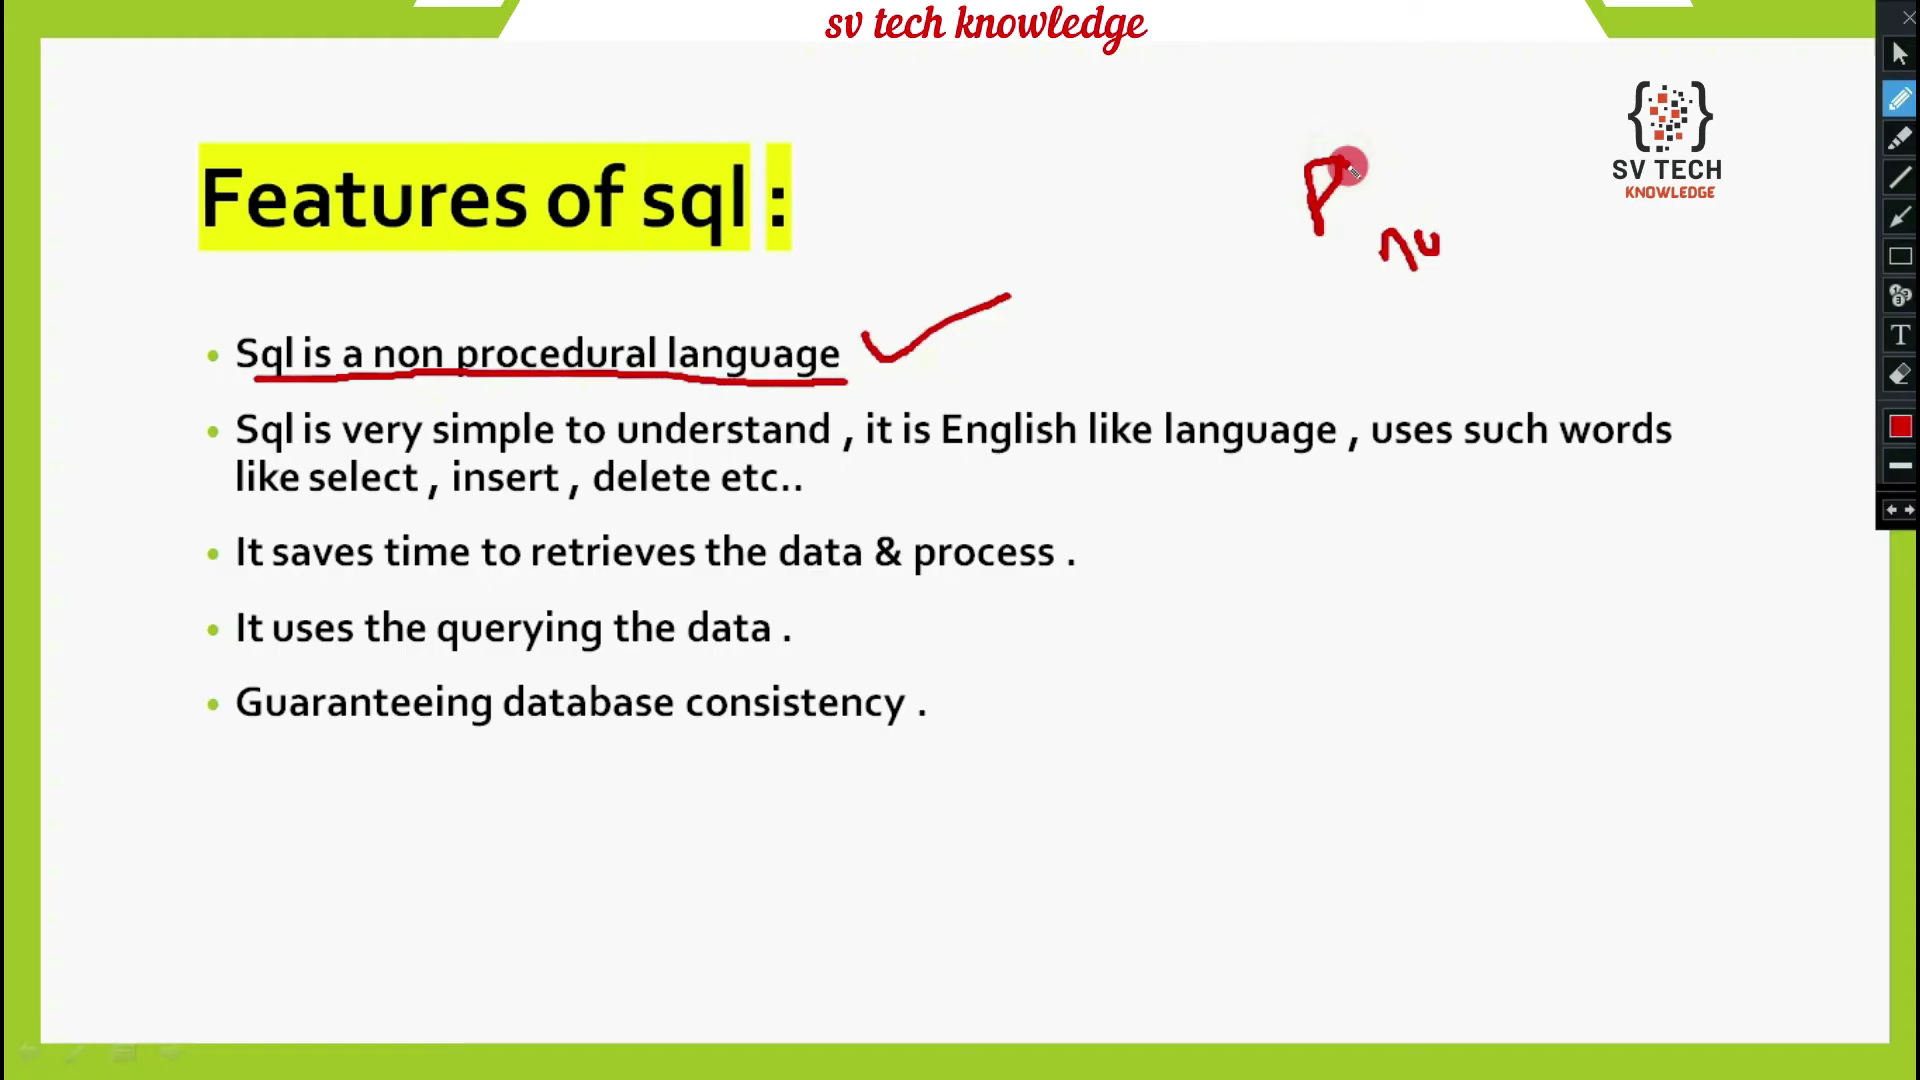 sv tech knowledge
SV TECH
KNOWLEDGE
Features of sql :
P
• Sql is a non procedural language
• Sql is very simple to understand , it is English like language , uses such words
like select , insert , delete etc..
• It saves time to retrieves the data & process .
• It uses the querying the data .
• Guaranteeing database consistency .